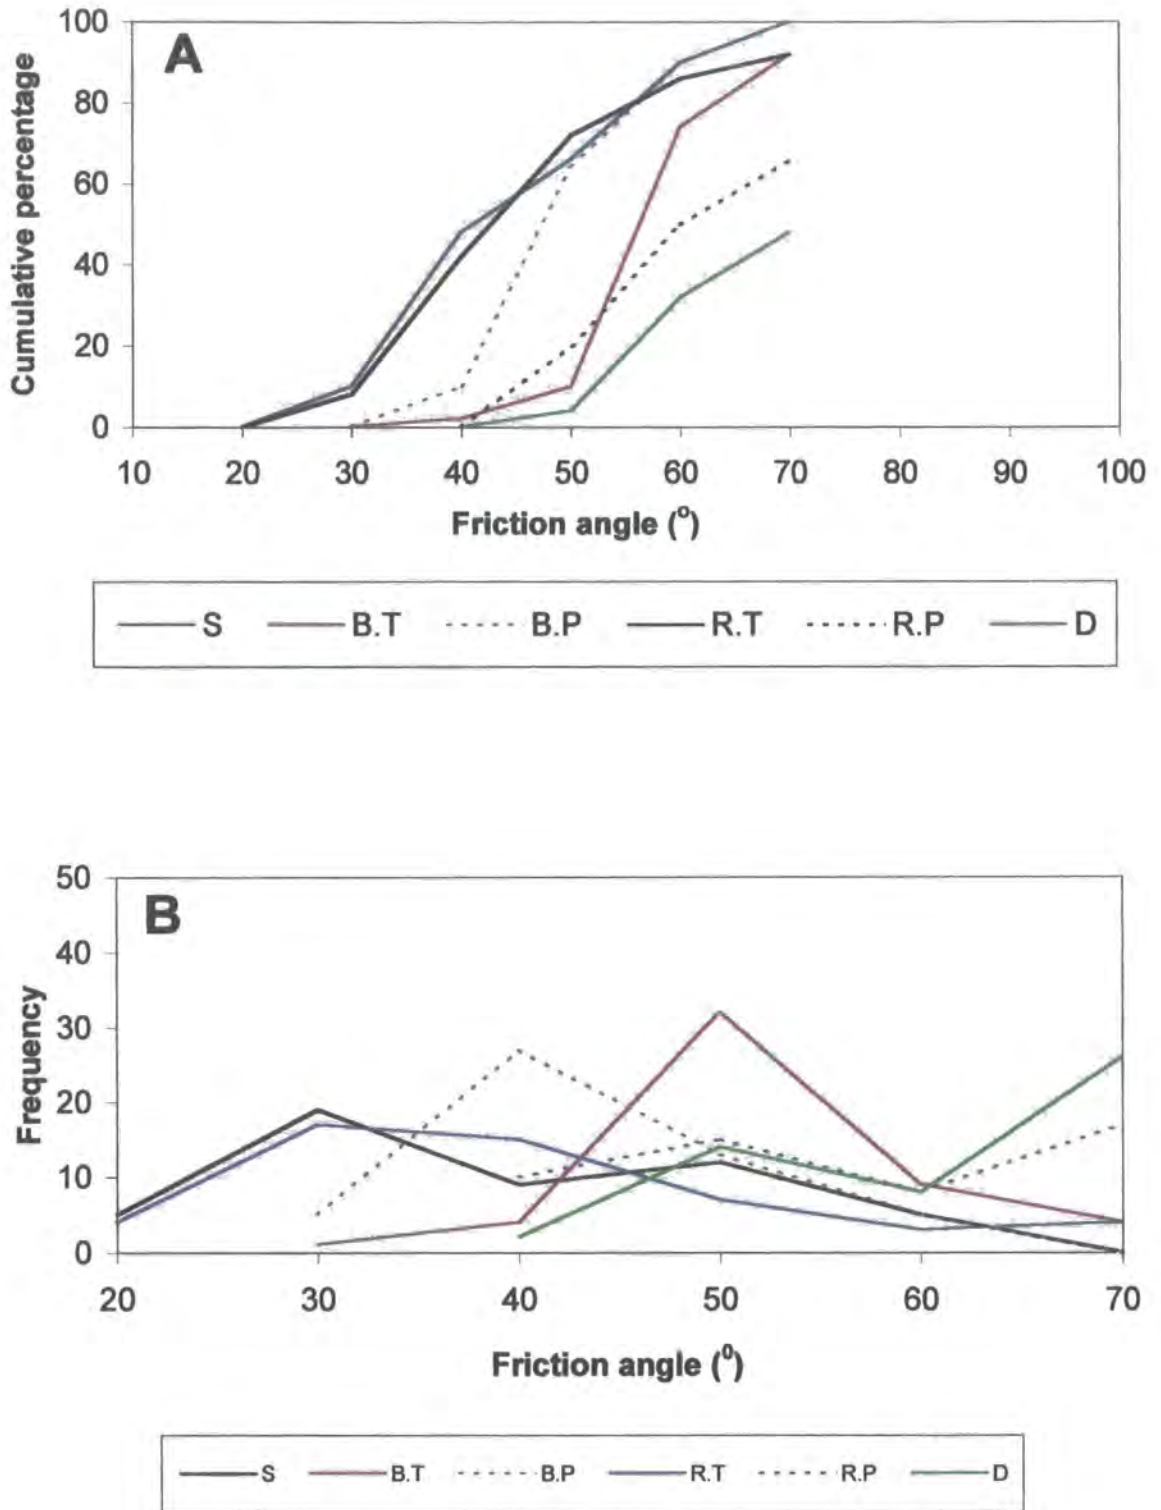 A
Cumulative percentage
100
80
60
40
20
0
10 20 30 40 50 60 70 80 90 100
Friction angle (o)
S B.T B.P R.T R.P D
B
Frequency
50
40
30
20
10
0
20 30 40 50 60 70
Friction angle (0)
S B.T B.P R.T R.P D